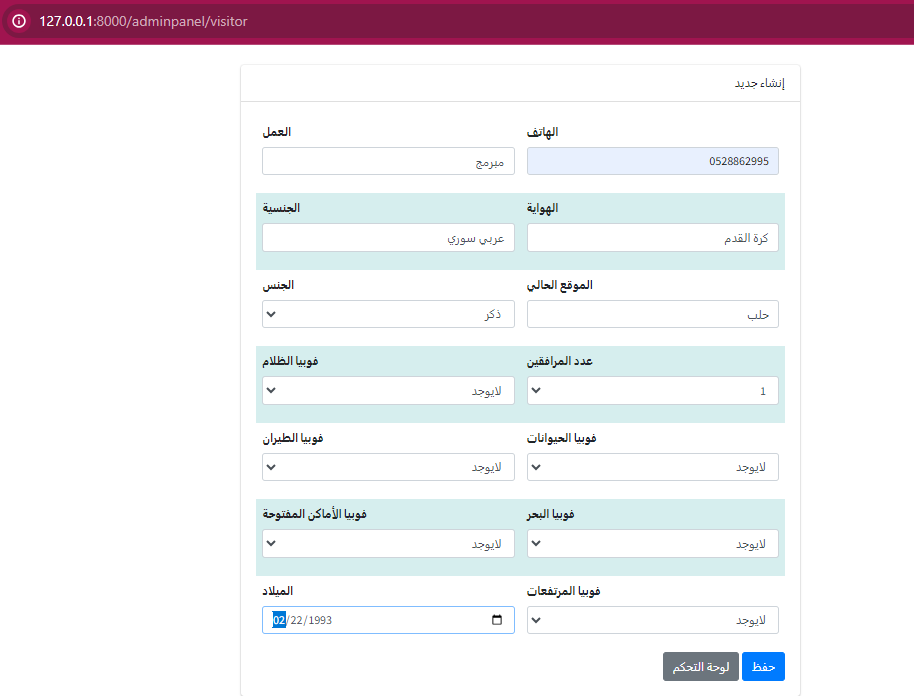 127.0.0.1:8000/adminpanel/visitor
إنشاء جديد
الهاتف
العمل
0528862995
مبرمج
الهواية
الجنسية
كرة القدم
عربي سوري
الموقع الحالي
الجنس
حلب
ذكر
عدد المرافقين
فوبيا الظلام
1
لايوجد
فوبيا الحيوانات
فوبيا الطيران
لايوجد
لايوجد
فوبيا البحر
فوبيا الأماكن المفتوحة
لايوجد
لايوجد
فوبيا المرتفعات
الميلاد
لايوجد
02/22/1993
حفظ
لوحة التحكم